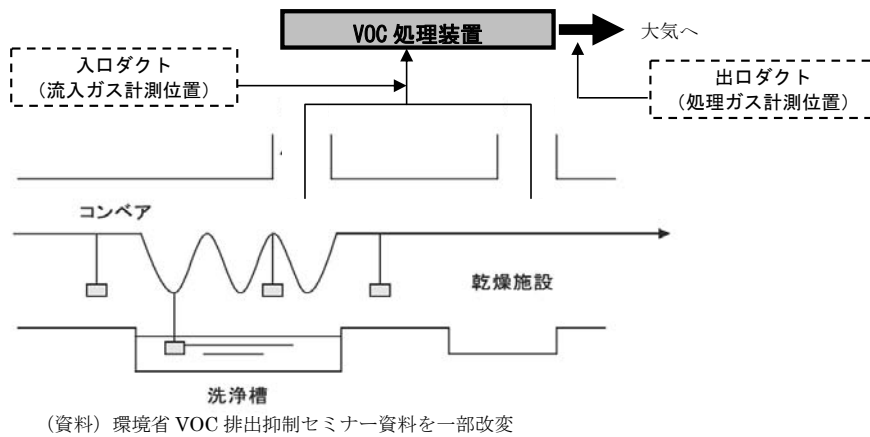 VOC 処理装置
大気へ
入口ダクト
（流入ガス計測位置）
出口ダクト
（処理ガス計測位置）
コンベア
乾燥施設
洗浄槽
（資料）環境省 VOC 排出抑制セミナー資料を一部改変